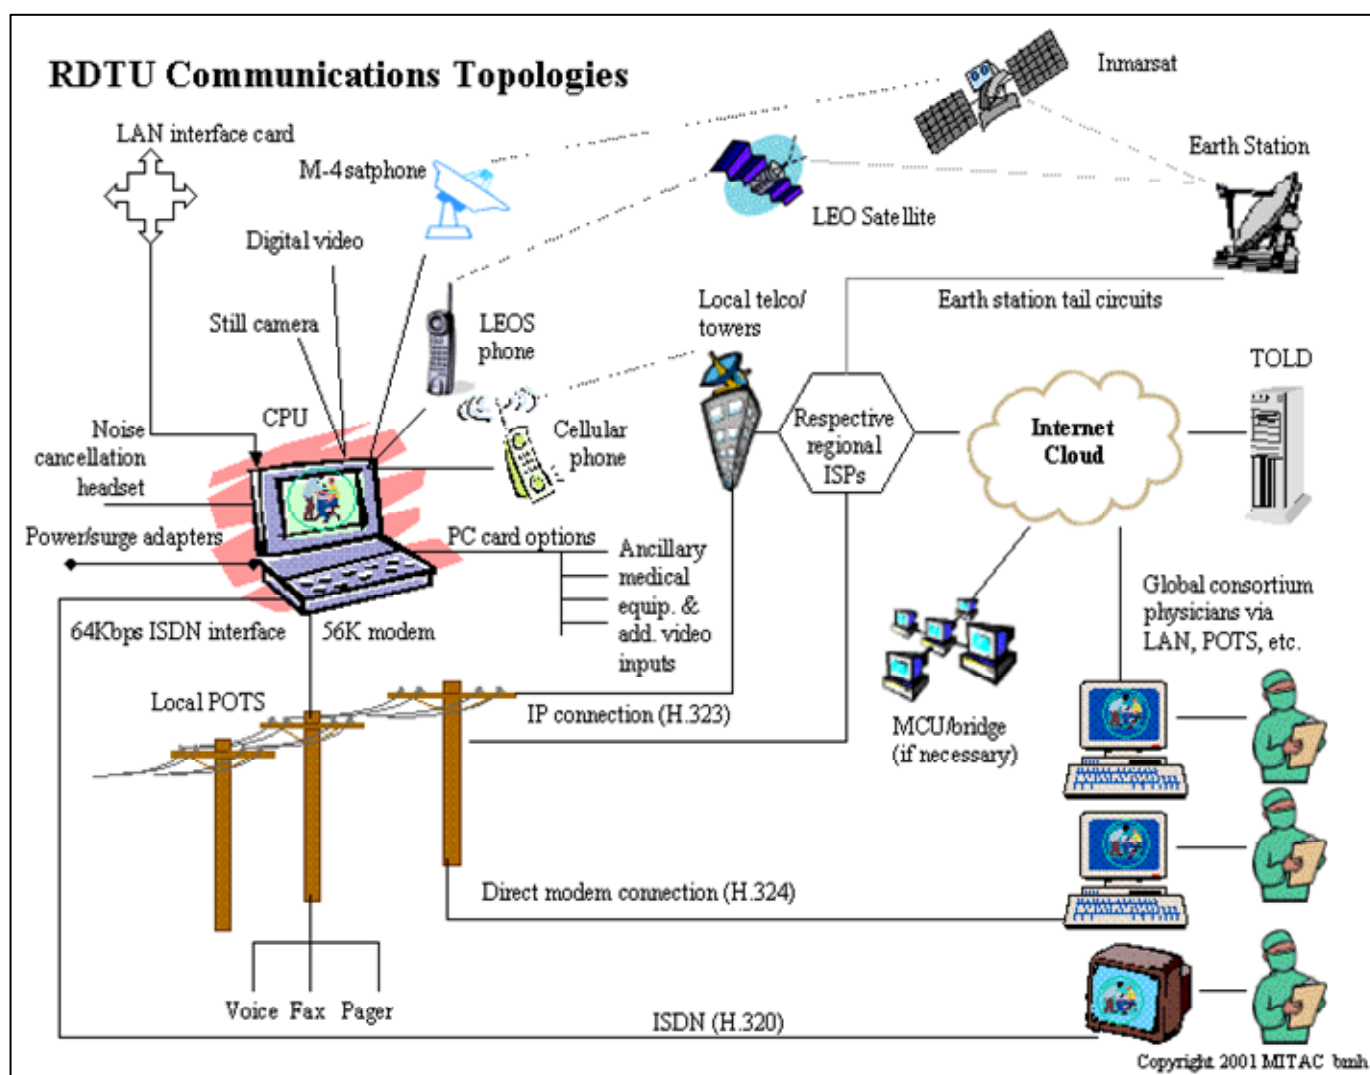 RDTU Communications Topologies
Inmarsat
LAN interface card
Earth Station
M-4 satphone
LEO Satellite
Digital video
Local telco/
towers
Earth station tail circuits
Still camera
LEOS
phone
TOLD
CPU
Respective
regional
ISPs
Internet
Cloud
Noise
cancellation
headset
Cellular
phone
Power/surge adapters
PC card options
Ancillary
medical
equip. &
add. video
inputs
64Kbps ISDN interface
56K modem
Global consortium
physicians via
LAN, POTS, etc.
Local POTS
IP connection (H.323)
MCU/bridge
(if necessary)
Direct modem connection (H.324)
Voice Fax Pager
ISDN (H.320)
Copyright 2001 MITAC bmh